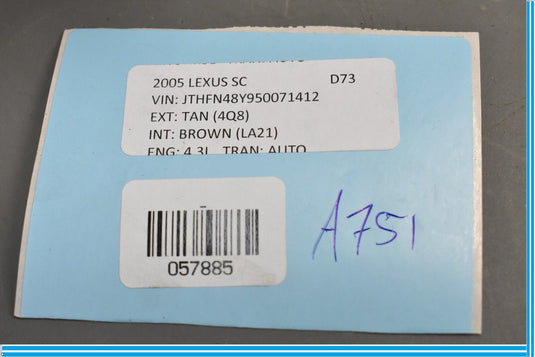 2005 LEXUS SC D73
VIN: JTHFN48Y950071412
EXT: TAN (4Q8)
INT: BROWN (LA21)
ENG: 4.3L TRAN: AUTO
057885
A751